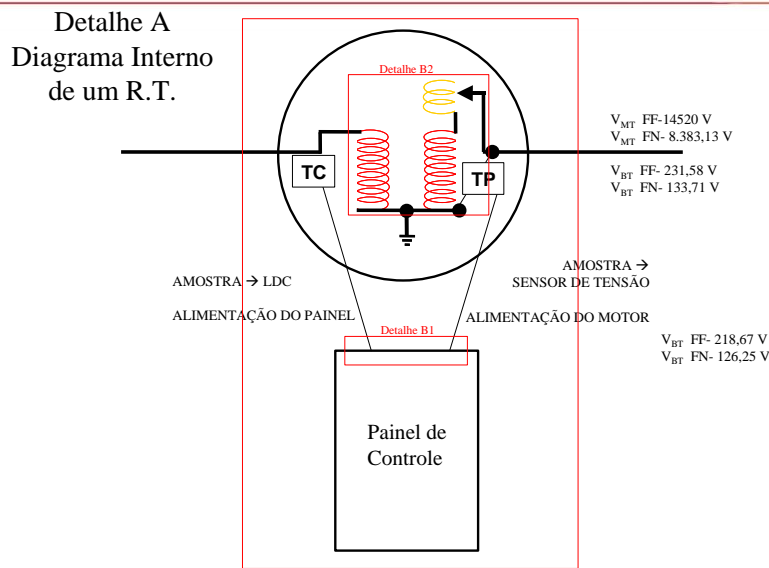 Detalhe A
Diagrama Interno
de um R.T.
Detalhe B2
V_MT FF-14520 V
V_MT FN- 8.383,13 V
TC
TP
V_BT FF- 231,58 V
V_BT FN- 133,71 V
AMOSTRA → LDC
AMOSTRA →
SENSOR DE TENSÃO
ALIMENTAÇÃO DO PAINEL
ALIMENTAÇÃO DO MOTOR
Detalhe B1
V_BT FF- 218,67 V
V_BT FN- 126,25 V
Painel de
Controle